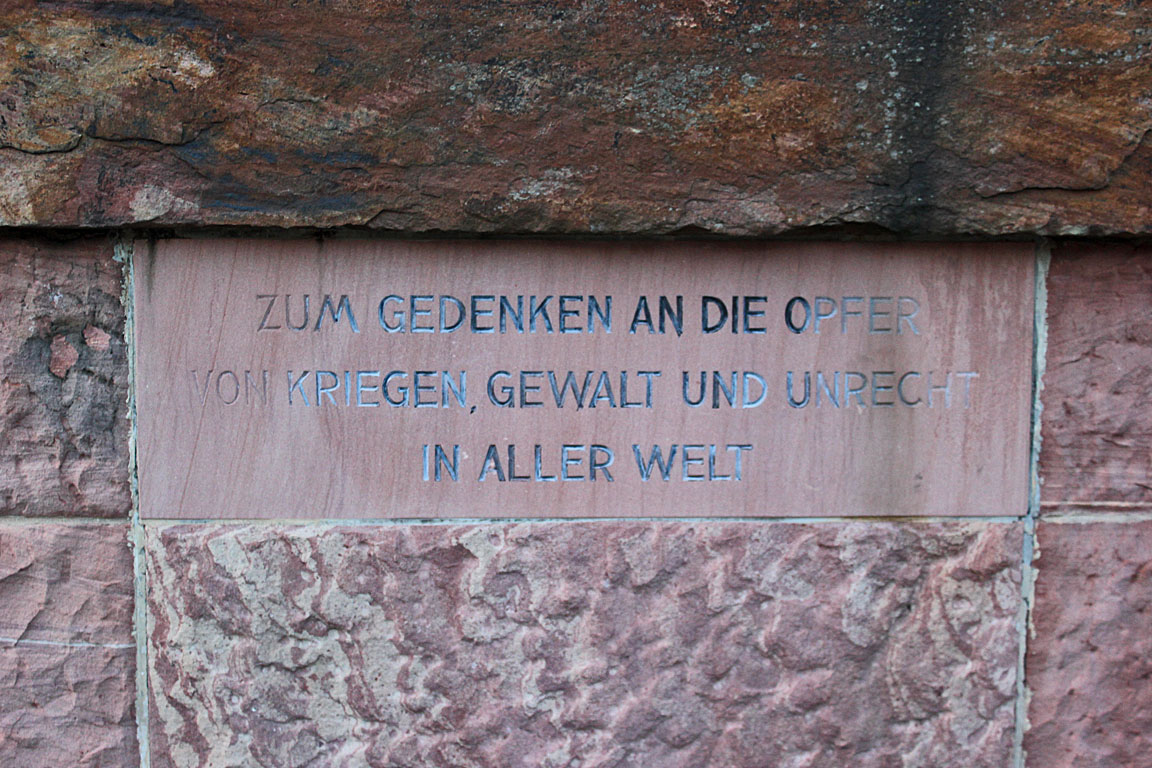 ZUM GEDENKEN AN DIE OPFER
VON KRIEGEN, GEWALT UND UNRECHT
IN ALLER WELT